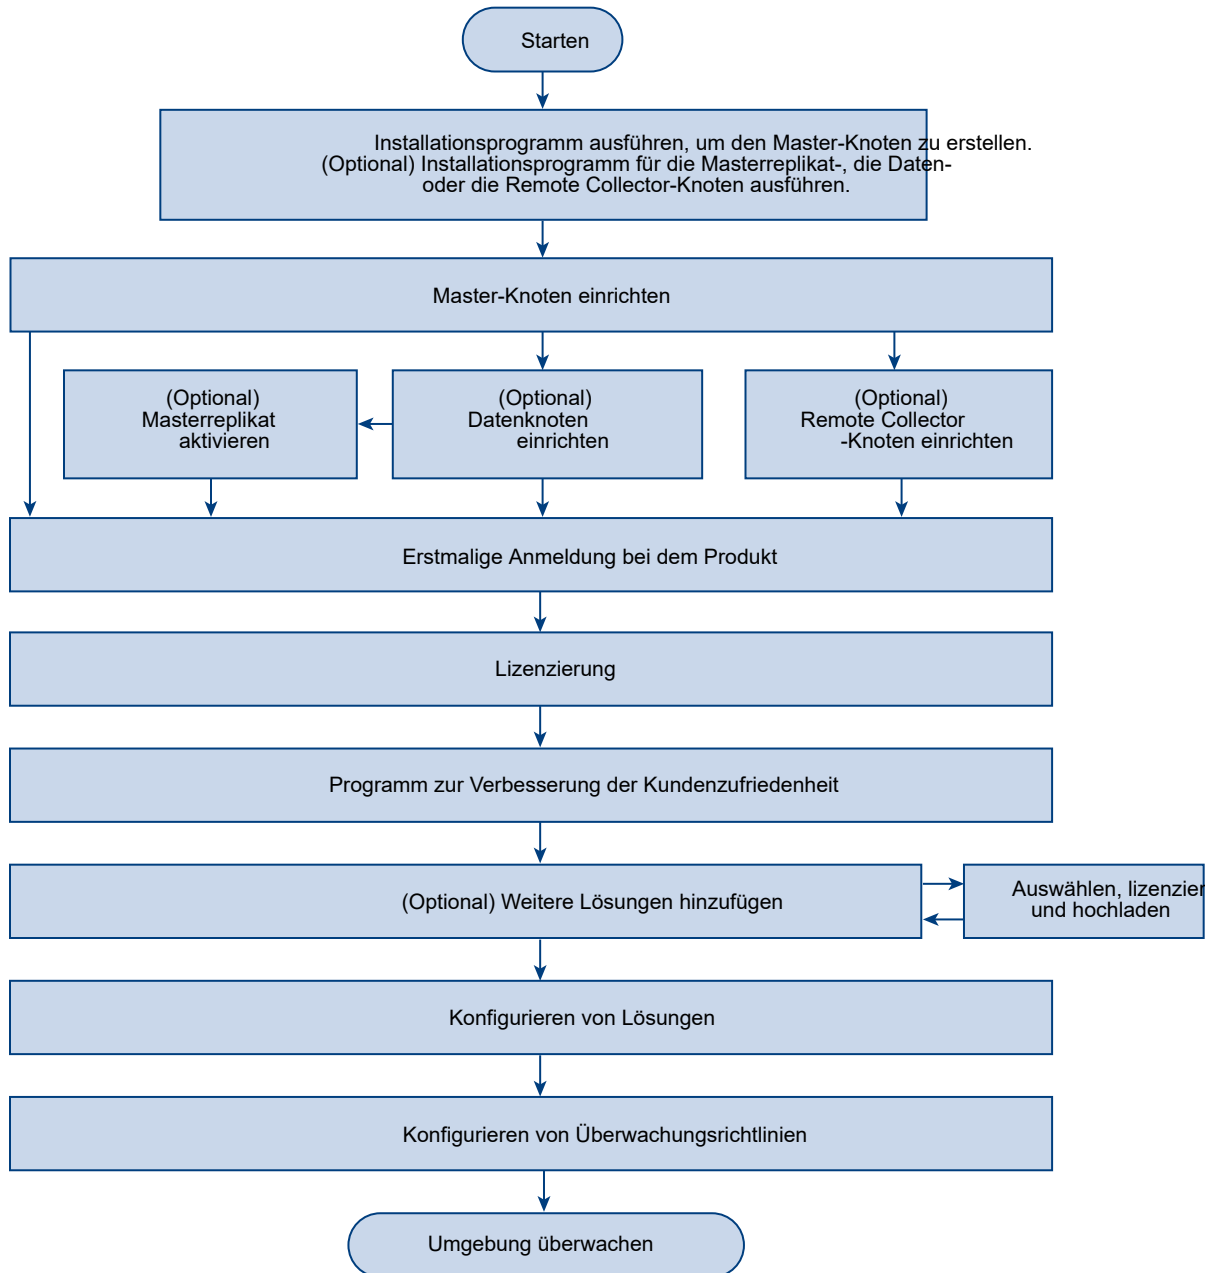 Starten
Installationsprogramm ausführen, um den Master-Knoten zu erstellen.
(Optional) Installationsprogramm für die Masterreplikat-, die Daten-
oder die Remote Collector-Knoten ausführen.
Master-Knoten einrichten
(Optional)
Masterreplikat
aktivieren
(Optional)
Datenknoten
einrichten
(Optional)
Remote Collector
-Knoten einrichten
Erstmalige Anmeldung bei dem Produkt
Lizenzierung
Programm zur Verbesserung der Kundenzufriedenheit
(Optional) Weitere Lösungen hinzufügen
Auswählen, lizenzier
und hochladen
Konfigurieren von Lösungen
Konfigurieren von Überwachungsrichtlinien
Umgebung überwachen